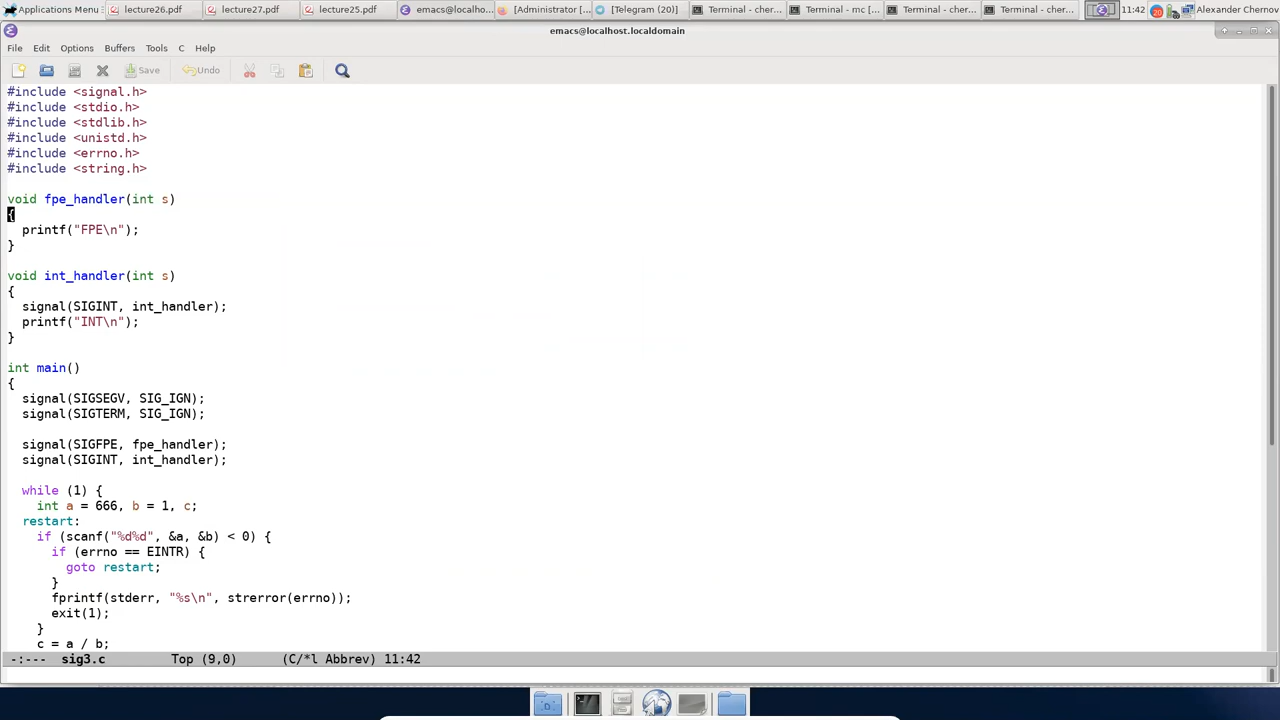 Applications Menu
lecture26.pdf
lecture27.pdf
lecture25.pdf
emacs@localho...
[Administrator [...
[Telegram (20)]
Terminal - cher...
Terminal - mc [...
Terminal - cher...
Terminal - cher...
11:42
20
Alexander Chernov
emacs@localhost.localdomain
File Edit Options Buffers Tools C Help
Save Undo
#include <signal.h>
#include <stdio.h>
#include <stdlib.h>
#include <unistd.h>
#include <errno.h>
#include <string.h>
void fpe_handler(int s)
{
printf("FPE\n");
}
void int_handler(int s)
{
signal(SIGINT, int_handler);
printf("INT\n");
}
int main()
{
signal(SIGSEGV, SIG_IGN);
signal(SIGTERM, SIG_IGN);
signal(SIGFPE, fpe_handler);
signal(SIGINT, int_handler);
while (1) {
int a = 666, b = 1, c;
restart:
if (scanf("%d%d", &a, &b) < 0) {
if (errno == EINTR) {
goto restart;
}
fprintf(stderr, "%s\n", strerror(errno));
exit(1);
}
c = a / b;
-:--- sig3.c Top (9,0) (C/*l Abbrev) 11:42